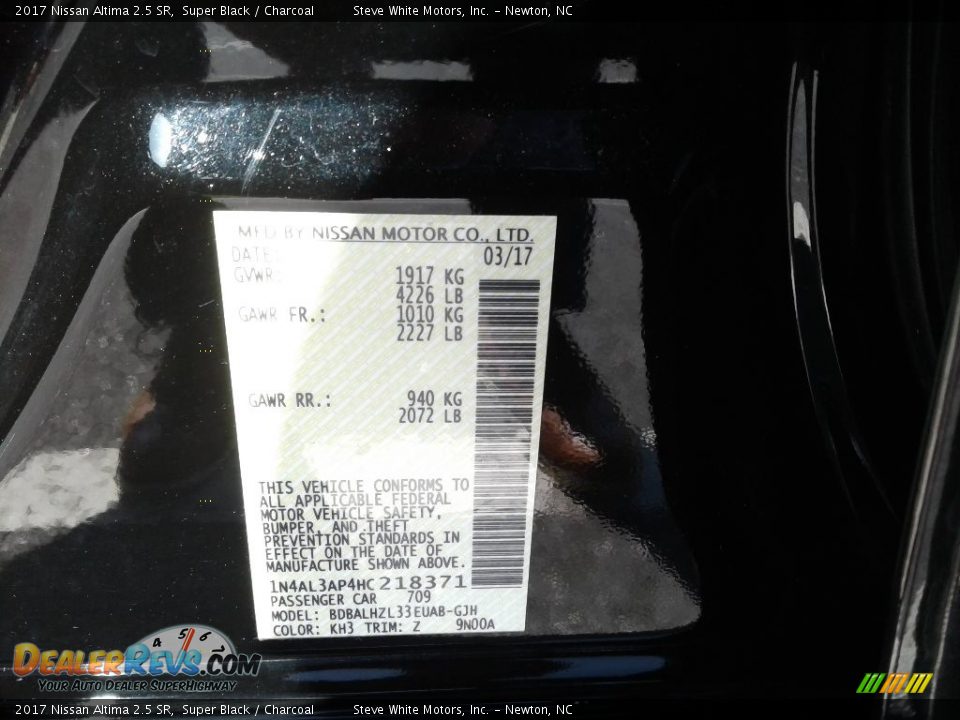 2017 Nissan Altima 2.5 SR, Super Black / Charcoal Steve White Motors, Inc. - Newton, NC
MFD BY NISSAN MOTOR CO., LTD.
DATE: 03/17
GVWR: 1917 KG
4226 LB
GAWR FR.: 1010 KG
2227 LB
GAWR RR.: 940 KG
2072 LB
THIS VEHICLE CONFORMS TO
ALL APPLICABLE FEDERAL
MOTOR VEHICLE SAFETY,
BUMPER, AND THEFT
PREVENTION STANDARDS IN
EFFECT ON THE DATE OF
MANUFACTURE SHOWN ABOVE.
1N4AL3AP4HC218371
PASSENGER CAR 709
MODEL: BDBALHZL33EUAB-GJH
COLOR: KH3 TRIM: Z 9N00A
4 5 6
DEALERREVS.COM
YOUR AUTO DEALER SUPERHIGHWAY
2017 Nissan Altima 2.5 SR, Super Black / Charcoal Steve White Motors, Inc. - Newton, NC